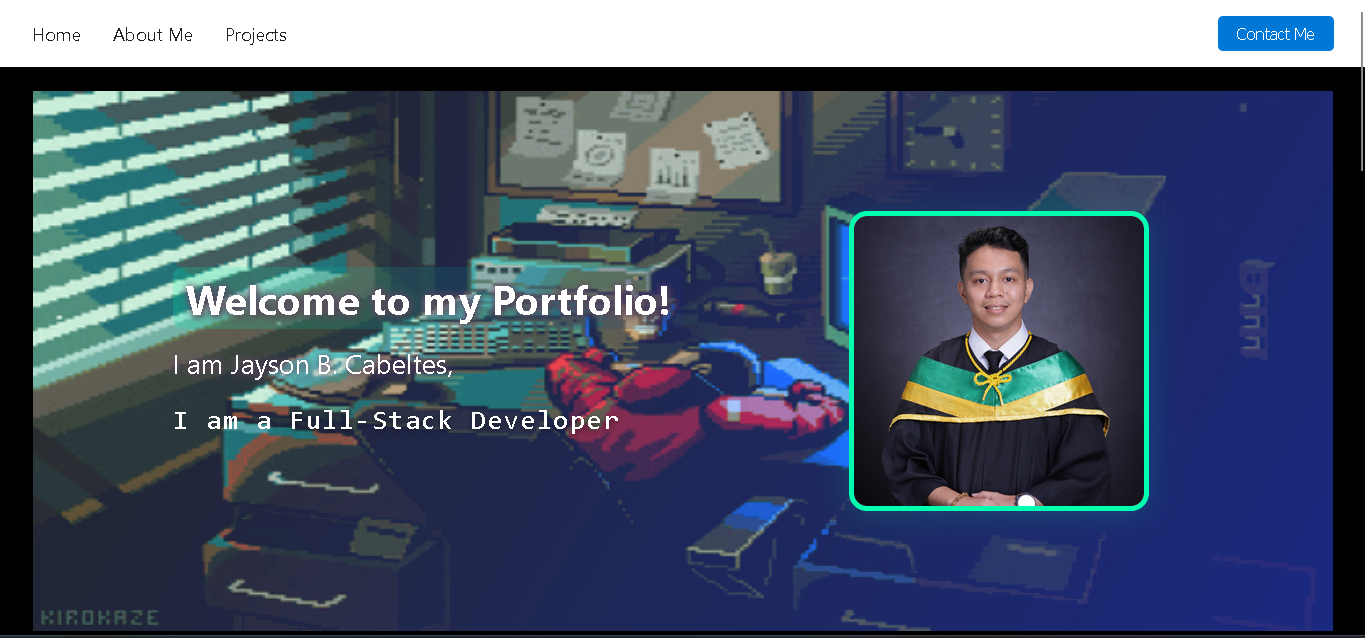 Home About Me Projects Contact Me
Welcome to my Portfolio!
I am Jayson B. Cabeltes,
I am a Full-Stack Developer
KIROKAZE